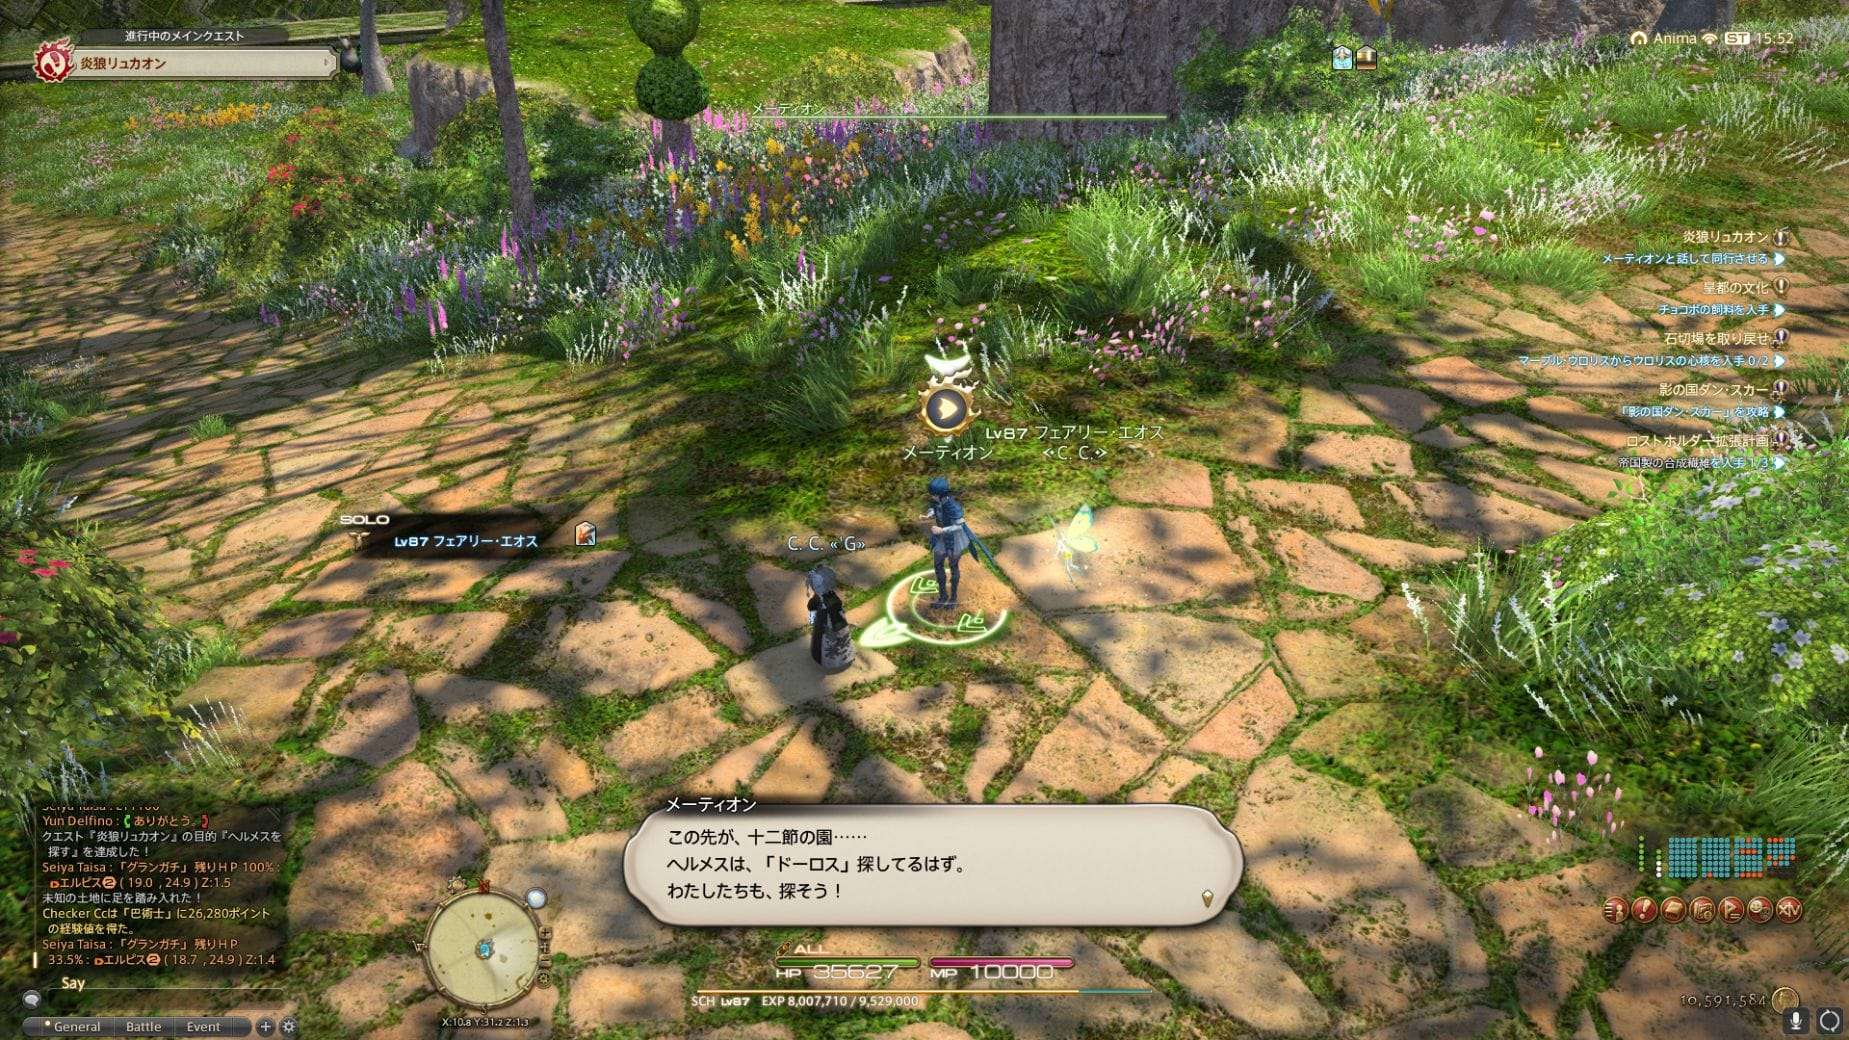 進行中のメインクエスト
炎狼リュカオン
Anima ST 15:52
メーティオン
炎狼リュカオン
メーティオンと話して同行させる
皇都の文化
チョコボの飼料を入手
石切場を取り戻せ
マーブル・ウロリスからウロリスの心核を入手 0/2
影の国ダン・スカー
「影の国ダン・スカー」を攻略
ロストホルダー拡張計画
帝国製の合成繊維を入手 1/3
Lv87 フェアリー・エオス
«C. C.»
メーティオン
SOLO
Lv87 フェアリー・エオス
C. C. «'G»
メーティオン
この先が、十二節の園……
ヘルメスは、「ドーロス」探してるはず。
わたしたちも、探そう！
Yun Delfino : ありがとう。
クエスト『炎狼リュカオン』の目的『ヘルメスを
探す』を達成した！
Seiya Taisa : 「グランガチ」 残りＨＰ 100% :
エルピス2 ( 19.0 , 24.9 ) Z:1.5
未知の土地に足を踏み入れた！
Checker Ccは「巴術士」に26,280ポイント
の経験値を得た。
Seiya Taisa : 「グランガチ」 残りＨＰ
33.5% : エルピス2 ( 18.7 , 24.9 ) Z:1.4
Say
General Battle Event
X:10.8 Y:31.2 Z:1.3
ALL
HP 35627 MP 10000
SCH Lv87 EXP 8,007,710 / 9,529,000
10,591,584